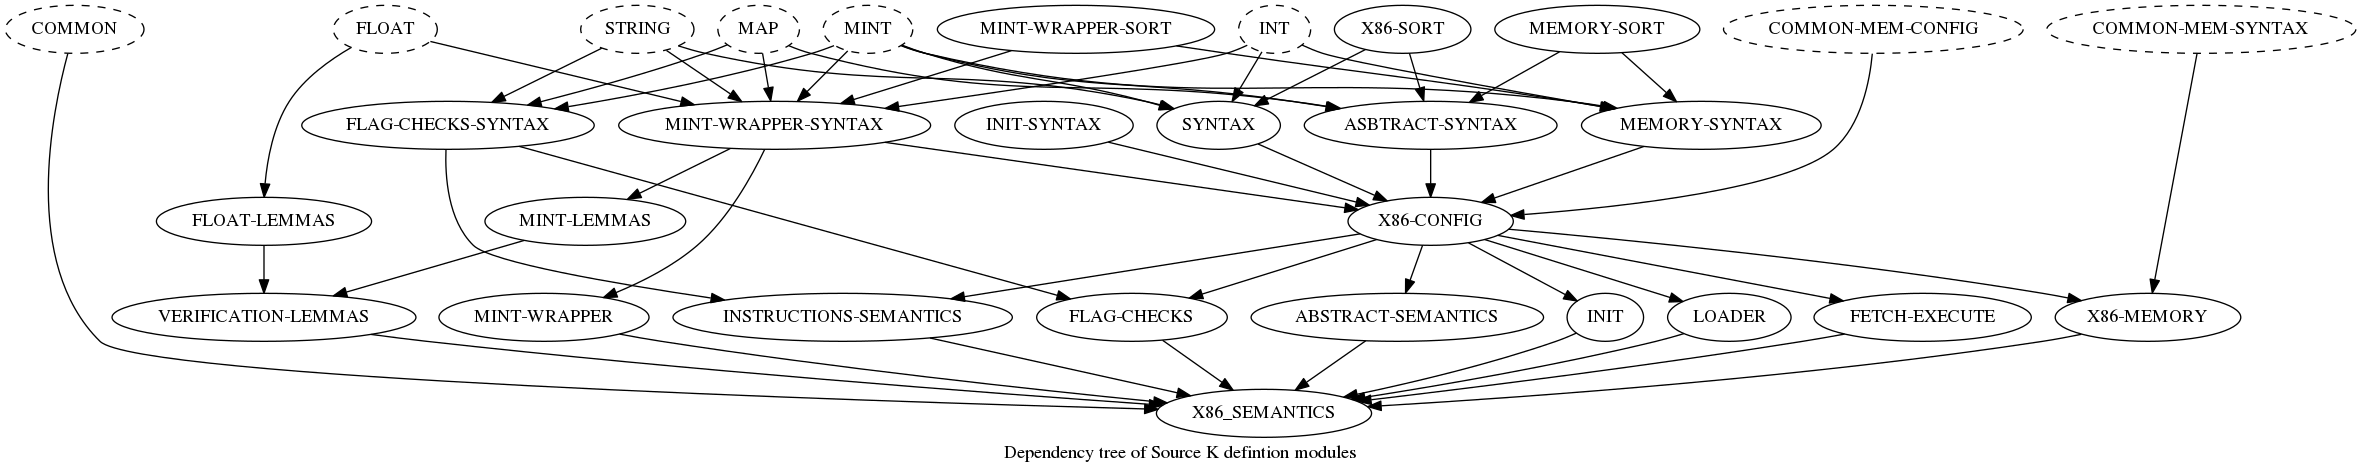 COMMON
FLOAT
STRING
MAP
MINT
MINT-WRAPPER-SORT
INT
X86-SORT
MEMORY-SORT
COMMON-MEM-CONFIG
COMMON-MEM-SYNTAX
FLAG-CHECKS-SYNTAX
MINT-WRAPPER-SYNTAX
INIT-SYNTAX
SYNTAX
ASBTRACT-SYNTAX
MEMORY-SYNTAX
FLOAT-LEMMAS
MINT-LEMMAS
X86-CONFIG
VERIFICATION-LEMMAS
MINT-WRAPPER
INSTRUCTIONS-SEMANTICS
FLAG-CHECKS
ABSTRACT-SEMANTICS
INIT
LOADER
FETCH-EXECUTE
X86-MEMORY
X86_SEMANTICS
Dependency tree of Source K defintion modules